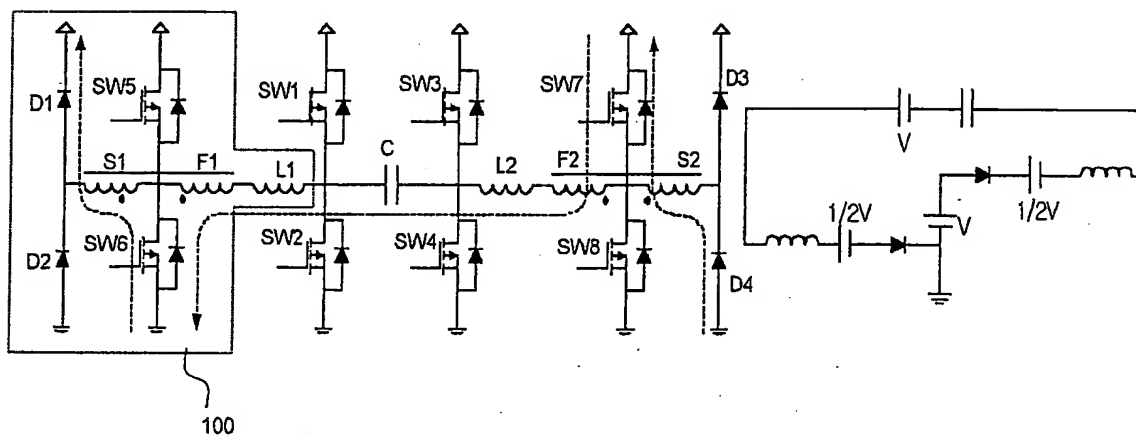 SW5
SW1
SW3
SW7
D3
D1
V
S1
F1
L1
C
L2
F2
S2
1/2V
V
1/2V
SW6
SW2
SW4
SW8
D2
D4
100